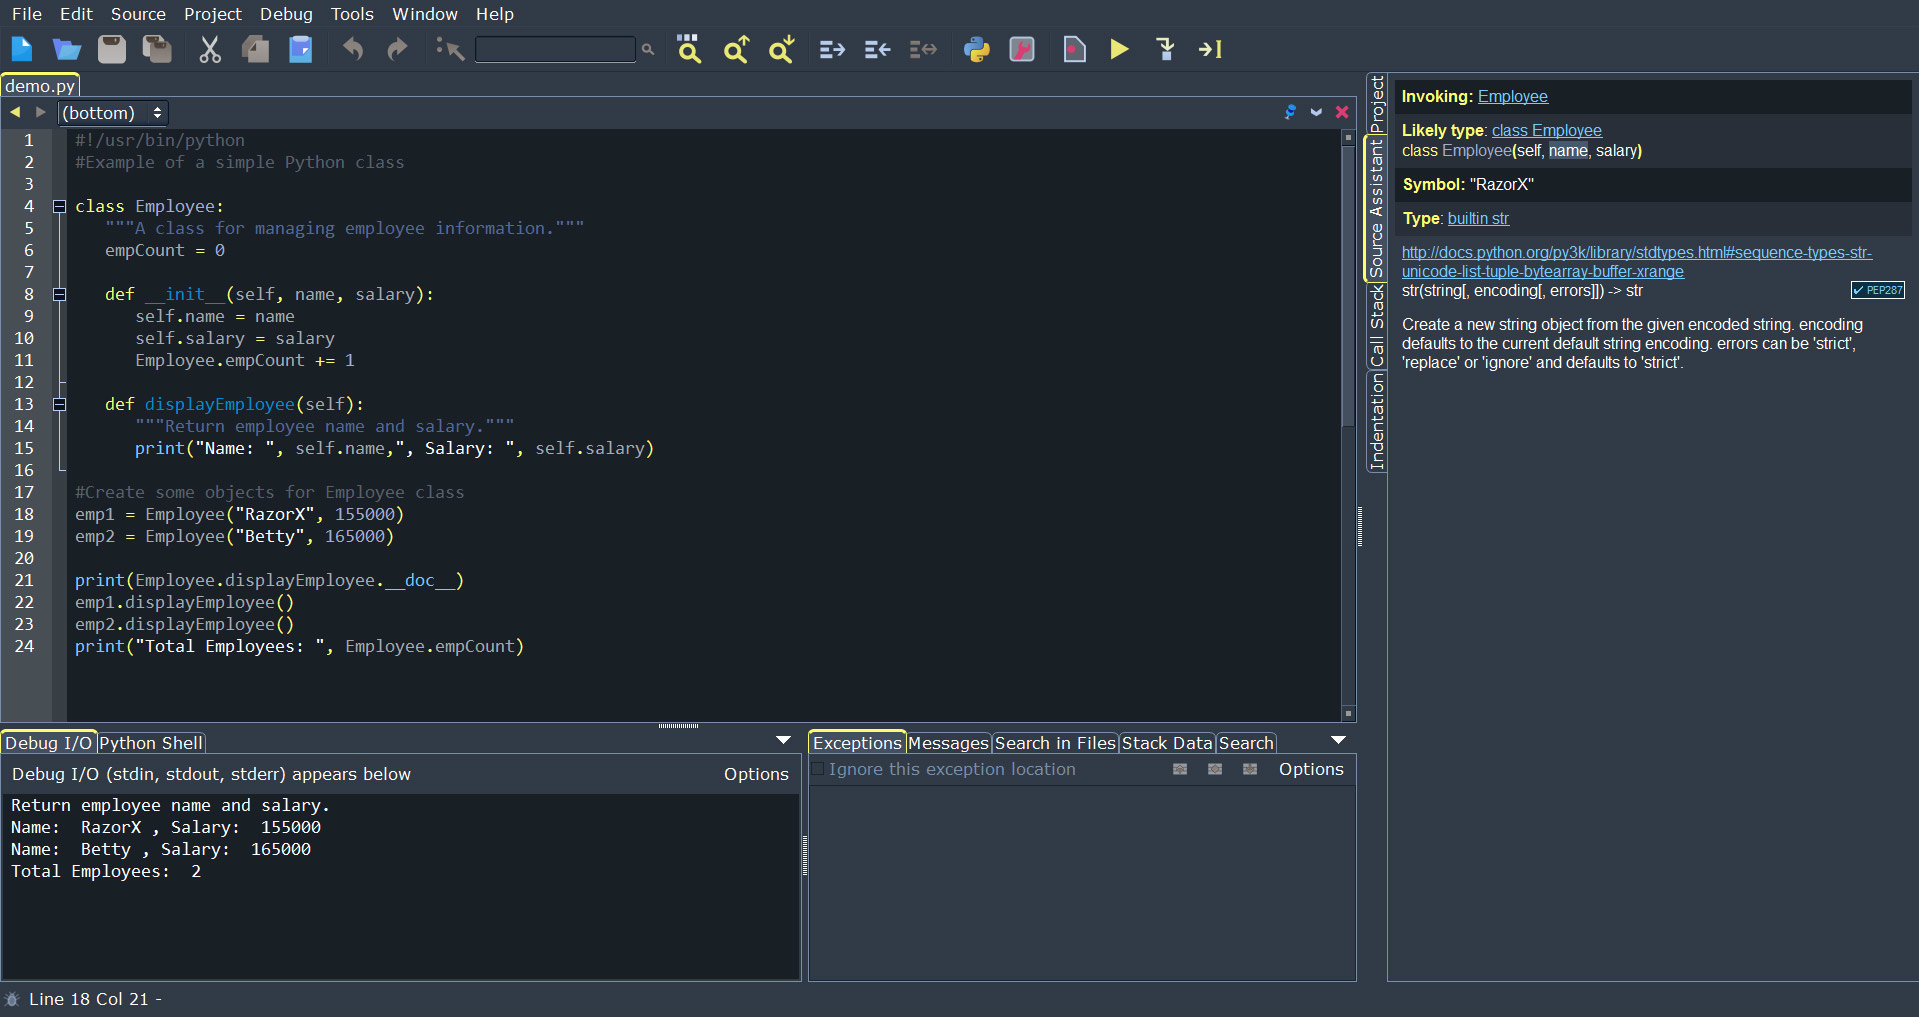 File Edit Source Project Debug Tools Window Help
demo.py
(bottom)
1 #!/usr/bin/python
2 #Example of a simple Python class
3
4 class Employee:
5 """A class for managing employee information."""
6 empCount = 0
7
8 def __init__(self, name, salary):
9 self.name = name
10 self.salary = salary
11 Employee.empCount += 1
12
13 def displayEmployee(self):
14 """Return employee name and salary."""
15 print("Name: ", self.name,", Salary: ", self.salary)
16
17 #Create some objects for Employee class
18 emp1 = Employee("RazorX", 155000)
19 emp2 = Employee("Betty", 165000)
20
21 print(Employee.displayEmployee.__doc__)
22 emp1.displayEmployee()
23 emp2.displayEmployee()
24 print("Total Employees: ", Employee.empCount)
Project
Source Assistant
Call Stack
Indentation
Invoking: Employee
Likely type: class Employee
class Employee(self, name, salary)
Symbol: "RazorX"
Type: builtin str
http://docs.python.org/py3k/library/stdtypes.html#sequence-types-str-
unicode-list-tuple-bytearray-buffer-xrange
str(string[, encoding[, errors]]) -> str
✓ PEP287
Create a new string object from the given encoded string. encoding
defaults to the current default string encoding. errors can be 'strict',
'replace' or 'ignore' and defaults to 'strict'.
Debug I/O Python Shell
Debug I/O (stdin, stdout, stderr) appears below Options
Return employee name and salary.
Name:  RazorX , Salary:  155000
Name:  Betty , Salary:  165000
Total Employees:  2
Exceptions Messages Search in Files Stack Data Search
Ignore this exception location Options
Line 18 Col 21 -